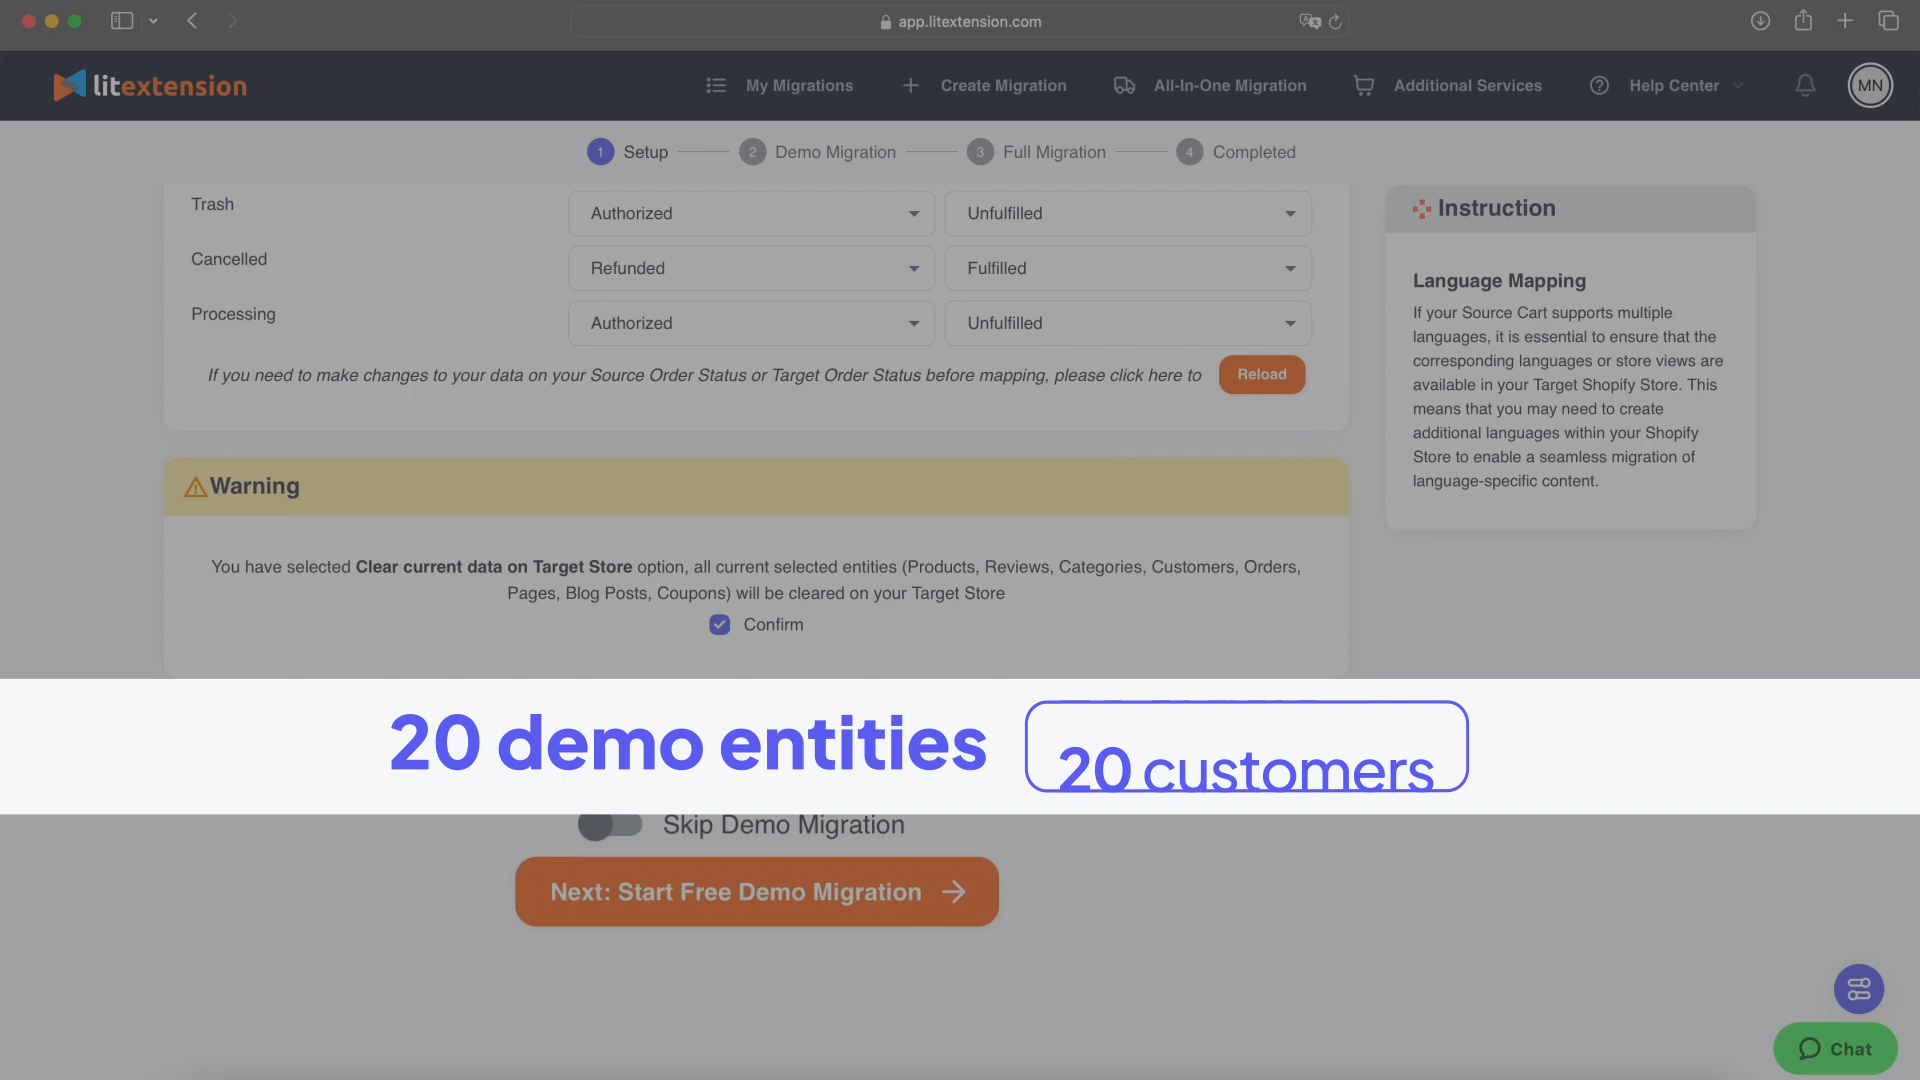 app.litextension.com
litextension
My Migrations
Create Migration
All-In-One Migration
Additional Services
Help Center
MN
1 Setup
2 Demo Migration
3 Full Migration
4 Completed
Trash
Authorized
Unfulfilled
Cancelled
Refunded
Fulfilled
Processing
Authorized
Unfulfilled
If you need to make changes to your data on your Source Order Status or Target Order Status before mapping, please click here to
Reload
Instruction
Language Mapping
If your Source Cart supports multiple
languages, it is essential to ensure that the
corresponding languages or store views are
available in your Target Shopify Store. This
means that you may need to create
additional languages within your Shopify
Store to enable a seamless migration of
language-specific content.
Warning
You have selected Clear current data on Target Store option, all current selected entities (Products, Reviews, Categories, Customers, Orders,
Pages, Blog Posts, Coupons) will be cleared on your Target Store
Confirm
20 demo entities
20 customers
Skip Demo Migration
Next: Start Free Demo Migration
Chat